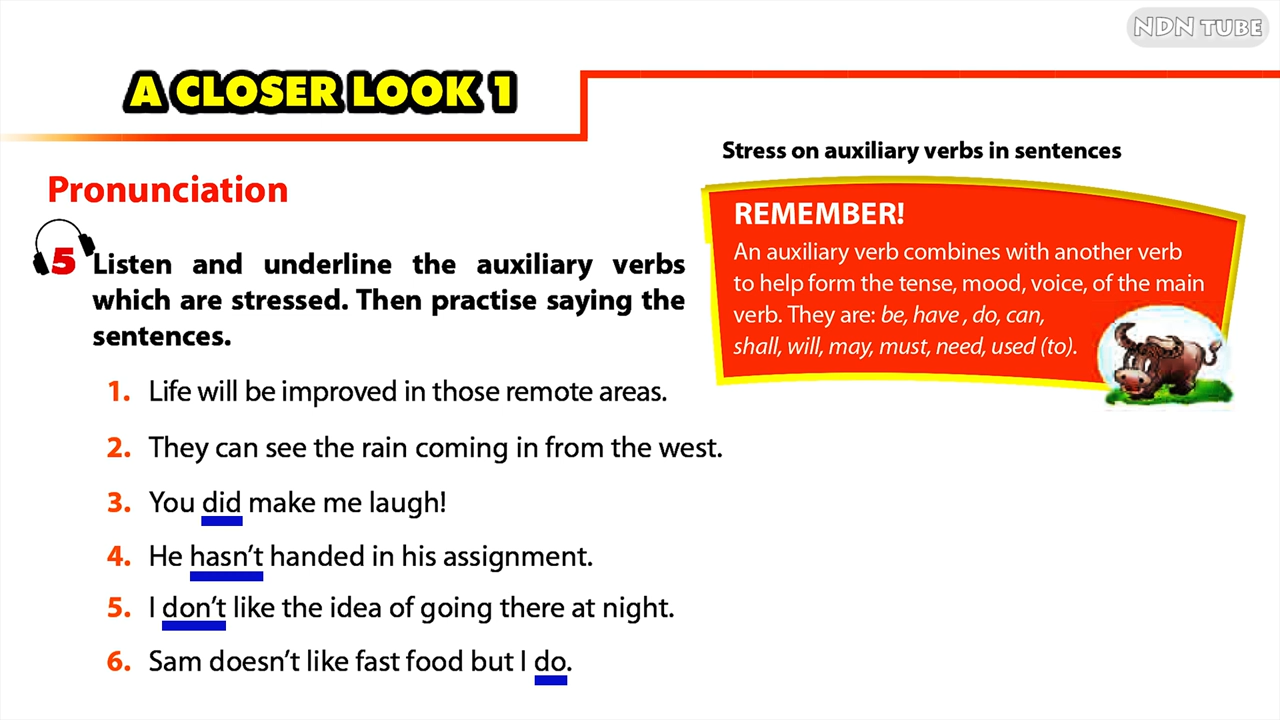 NDN TUBE
A CLOSER LOOK 1
Pronunciation
5 Listen and underline the auxiliary verbs
which are stressed. Then practise saying the
sentences.
Stress on auxiliary verbs in sentences
REMEMBER!
An auxiliary verb combines with another verb
to help form the tense, mood, voice, of the main
verb. They are: be, have , do, can,
shall, will, may, must, need, used (to).
1. Life will be improved in those remote areas.
2. They can see the rain coming in from the west.
3. You did make me laugh!
4. He hasn't handed in his assignment.
5. I don't like the idea of going there at night.
6. Sam doesn't like fast food but I do.